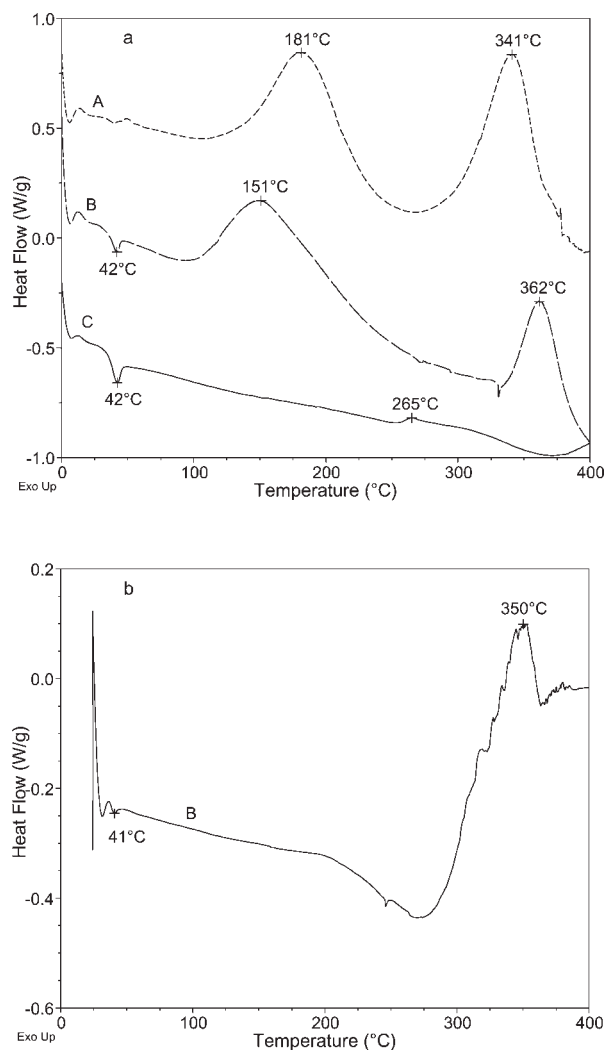 a
181°C
341°C
A
151°C
B
42°C
362°C
C
42°C
265°C
1.0
0.5
0.0
-0.5
-1.0
Heat Flow (W/g)
0
100
200
300
400
Exo Up
Temperature (°C)
b
350°C
B
41°C
0.2
0.0
-0.2
-0.4
-0.6
Heat Flow (W/g)
0
100
200
300
400
Exo Up
Temperature (°C)